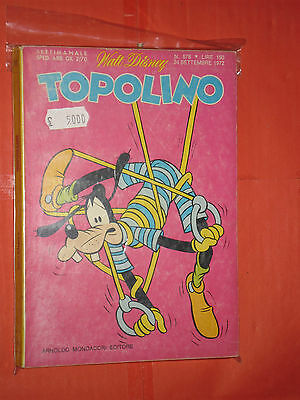 SETTIMANALE
SPED. ABB. GR. 2/70
Walt Disney
N. 878 • LIRE 150
24 SETTEMBRE 1972
TOPOLINO
£ 5000
ARNOLDO MONDADORI EDITORE